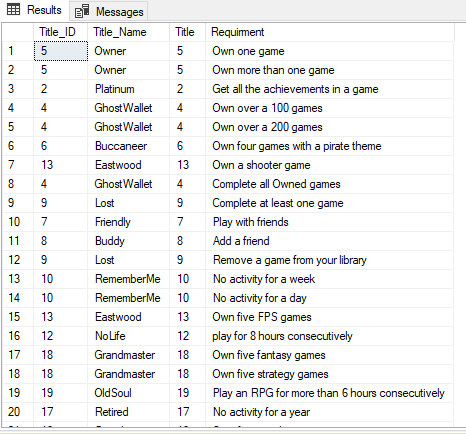 Results Messages
Title_ID Title_Name Title Requirment
1 5 Owner 5 Own one game
2 5 Owner 5 Own more than one game
3 2 Platinum 2 Get all the achievements in a game
4 4 GhostWallet 4 Own over a 100 games
5 4 GhostWallet 4 Own over a 200 games
6 6 Buccaneer 6 Own four games with a pirate theme
7 13 Eastwood 13 Own a shooter game
8 4 GhostWallet 4 Complete all Owned games
9 9 Lost 9 Complete at least one game
10 7 Friendly 7 Play with friends
11 8 Buddy 8 Add a friend
12 9 Lost 9 Remove a game from your library
13 10 RememberMe 10 No activity for a week
14 10 RememberMe 10 No activity for a day
15 13 Eastwood 13 Own five FPS games
16 12 NoLife 12 play for 8 hours consecutively
17 18 Grandmaster 18 Own five fantasy games
18 18 Grandmaster 18 Own five strategy games
19 19 OldSoul 19 Play an RPG for more than 6 hours consecutively
20 17 Retired 17 No activity for a year